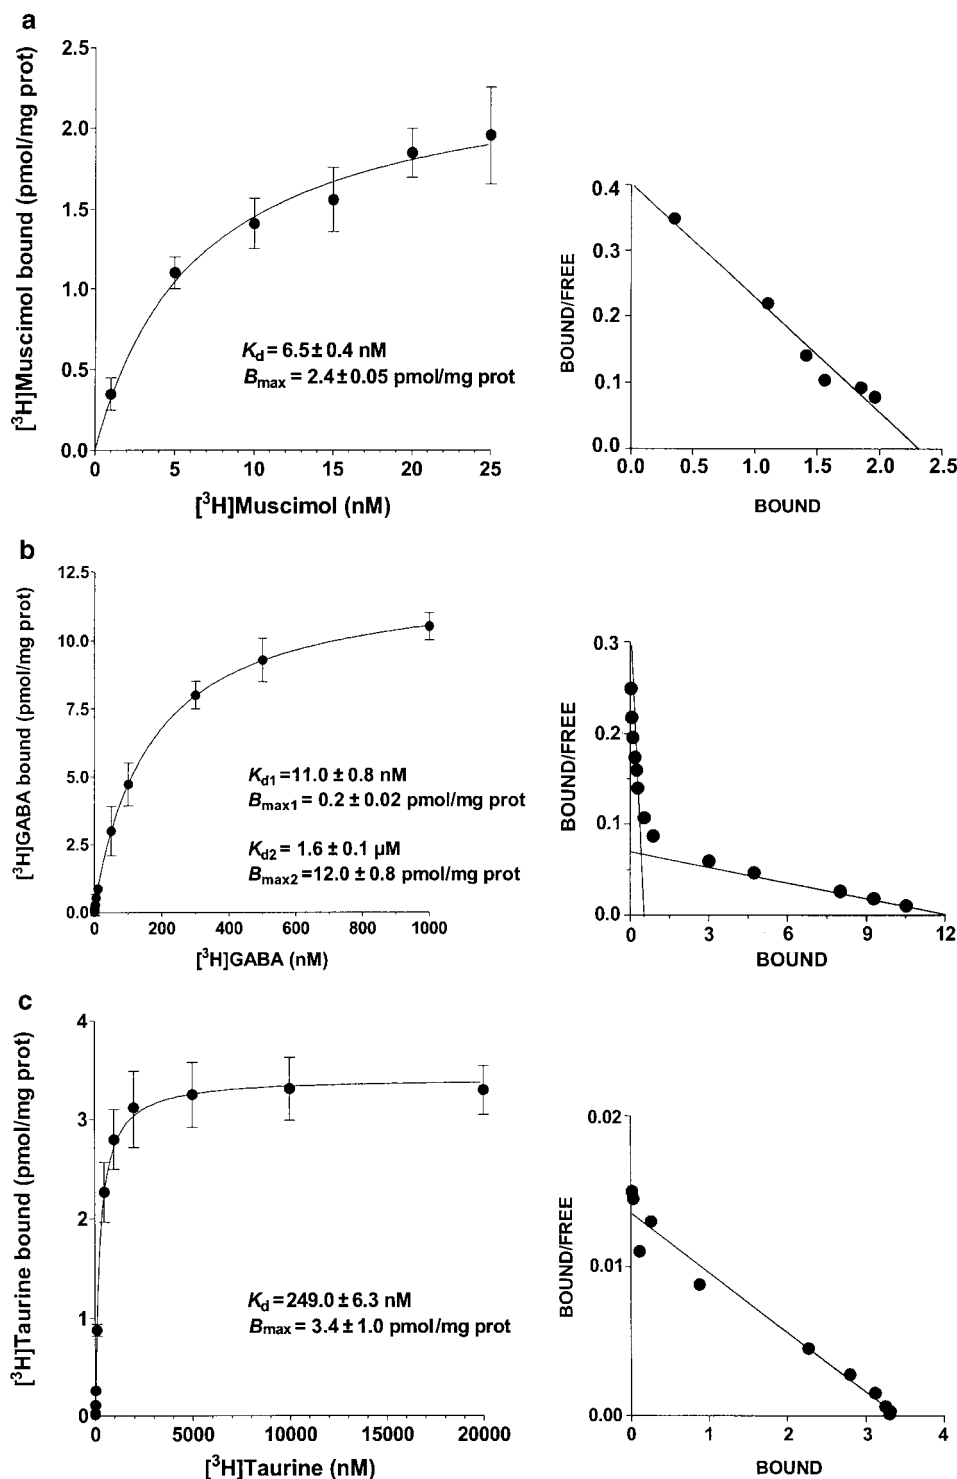 a
[³H]Muscimol bound (pmol/mg prot)
2.5
2.0
1.5
1.0
0.5
0.0
0 5 10 15 20 25
[³H]Muscimol (nM)
Kd = 6.5 ± 0.4 nM
Bmax = 2.4 ± 0.05 pmol/mg prot
BOUND/FREE
0.4
0.3
0.2
0.1
0.0
0.0 0.5 1.0 1.5 2.0 2.5
BOUND
b
[³H]GABA bound (pmol/mg prot)
12.5
10.0
7.5
5.0
2.5
0.0
0 200 400 600 800 1000
[³H]GABA (nM)
Kd1 = 11.0 ± 0.8 nM
Bmax1 = 0.2 ± 0.02 pmol/mg prot
Kd2 = 1.6 ± 0.1 µM
Bmax2 = 12.0 ± 0.8 pmol/mg prot
BOUND/FREE
0.3
0.2
0.1
0.0
0 3 6 9 12
BOUND
c
[³H]Taurine bound (pmol/mg prot)
4
3
2
1
0
0 5000 10000 15000 20000
[³H]Taurine (nM)
Kd = 249.0 ± 6.3 nM
Bmax = 3.4 ± 1.0 pmol/mg prot
BOUND/FREE
0.02
0.01
0.00
0 1 2 3 4
BOUND